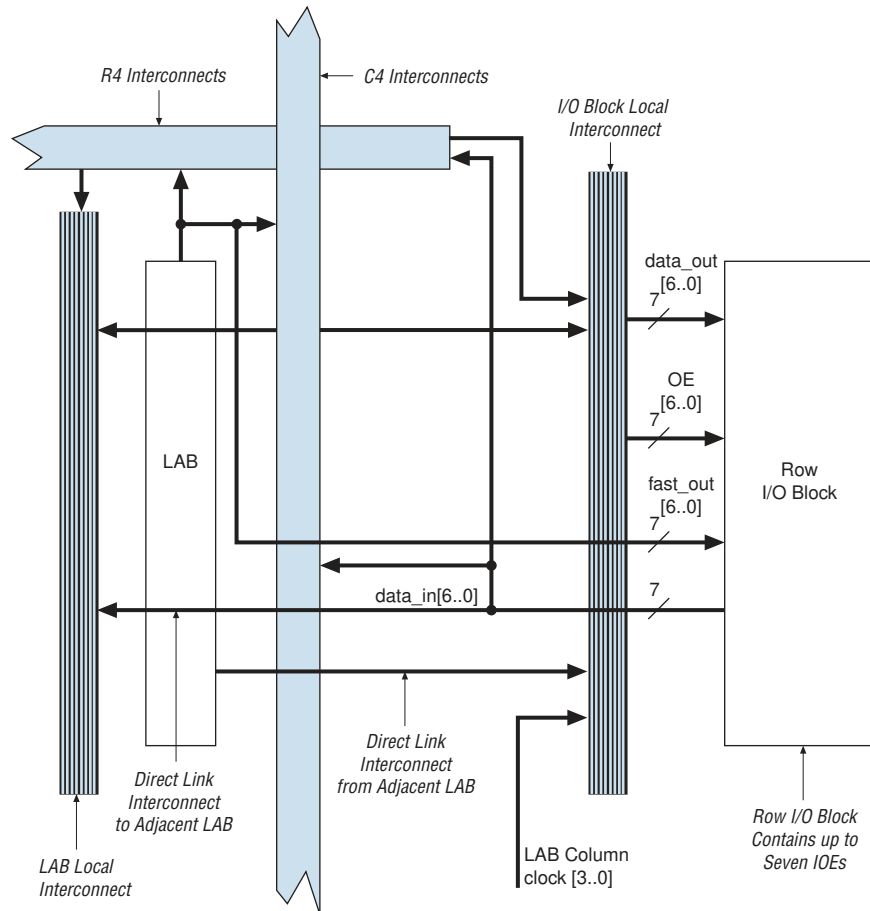 R4 Interconnects
C4 Interconnects
I/O Block Local
Interconnect
data_out
[6..0]
7
OE
[6..0]
7
LAB
Row
I/O Block
fast_out
[6..0]
7
7
data_in[6..0]
Direct Link
Interconnect
to Adjacent LAB
Direct Link
Interconnect
from Adjacent LAB
Row I/O Block
Contains up to
Seven IOEs
LAB Local
Interconnect
LAB Column
clock [3..0]